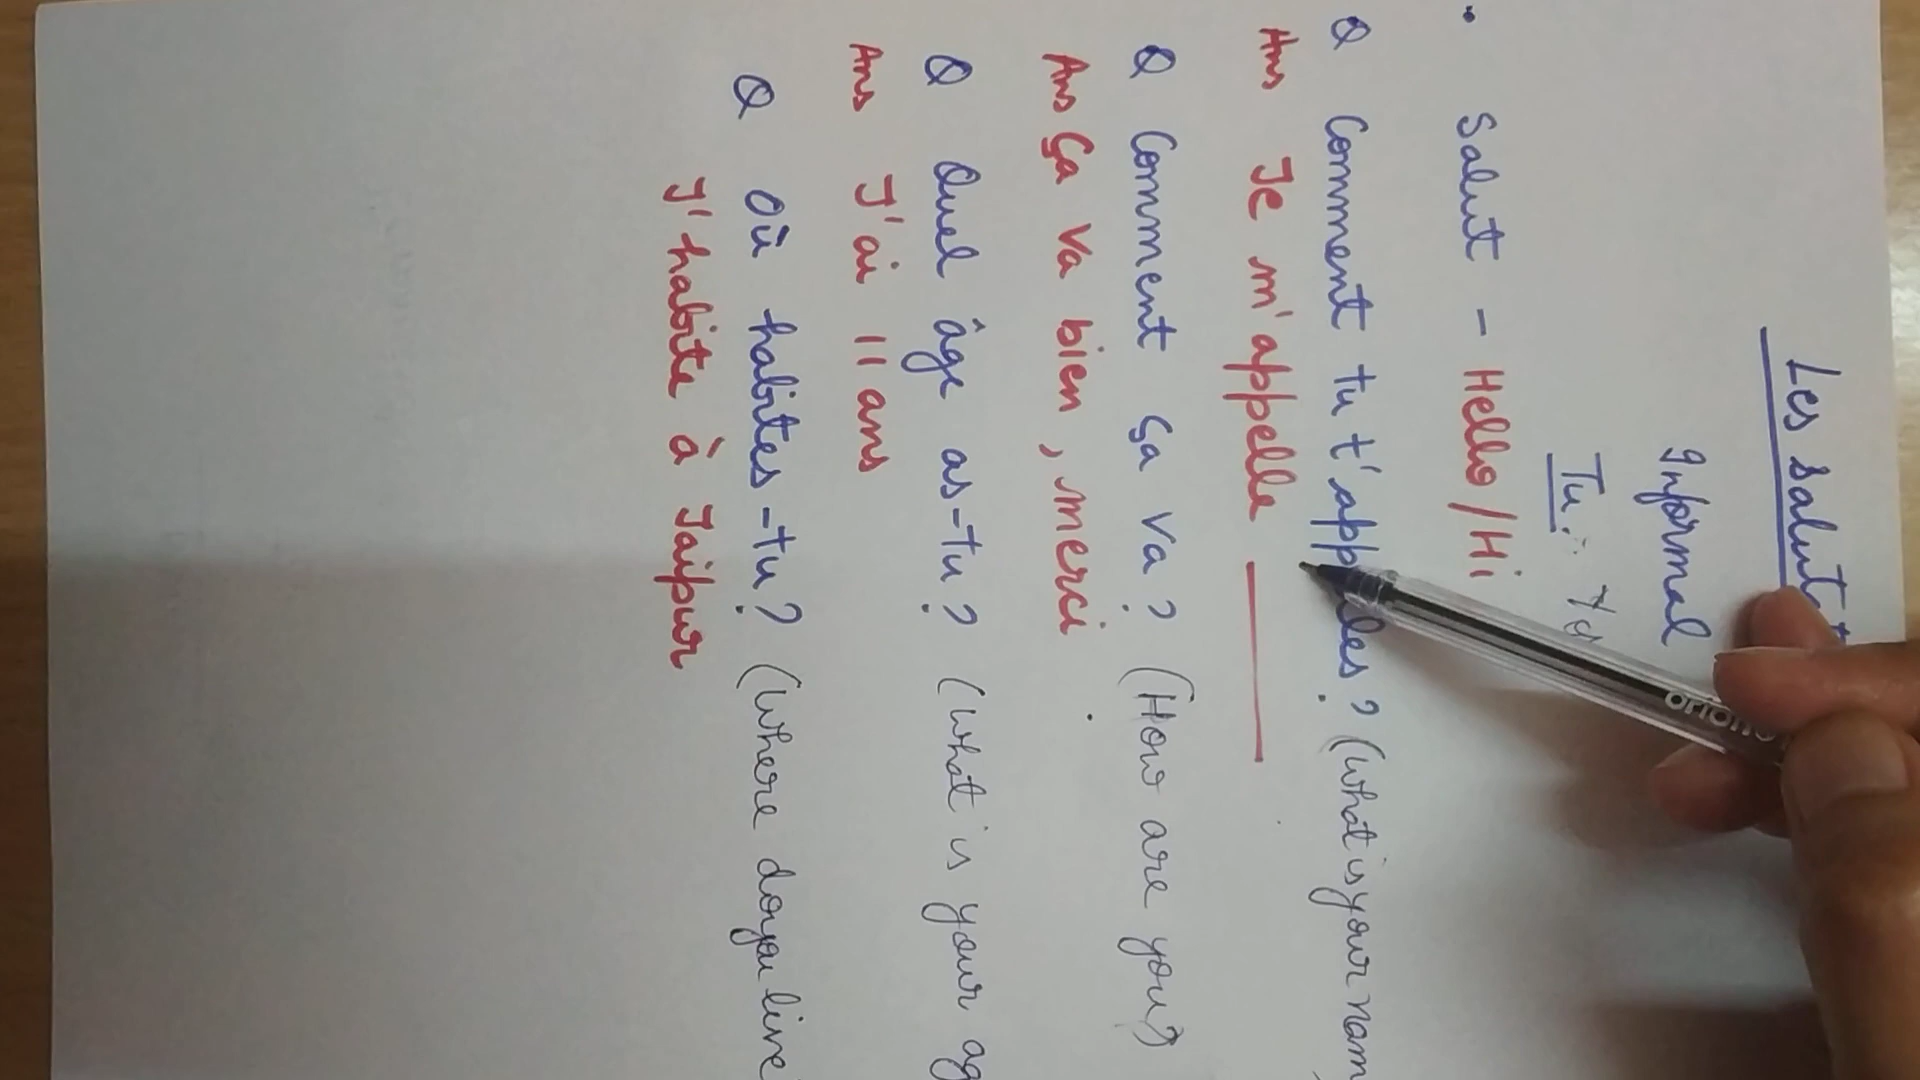 Les salutat
Informal
Tu :
• Salut - Hello/Hi
Q Comment tu t'appelles? (What is your nam
Ans Je m'appelle ____
Q Comment ça va? (How are you?)
Ans Ça va bien, merci
Q Quel âge as-tu? (What is your ag
Ans J'ai 11 ans
Q Où habites-tu? (Where do you live
J'habite à Jaipur
orion